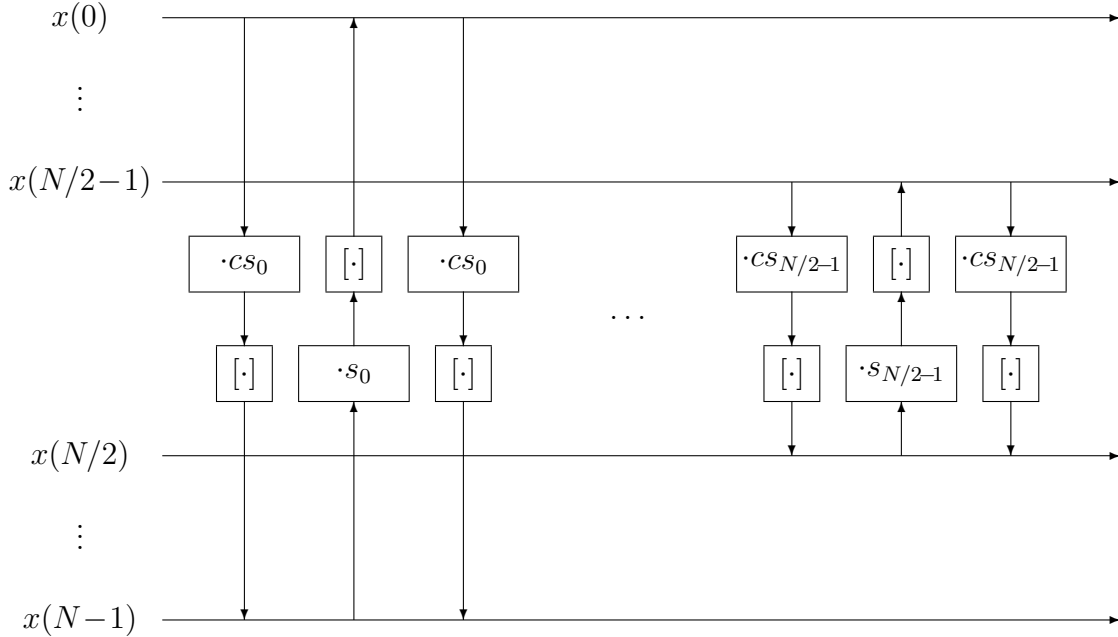 x(0)
⋮
x(N/2−1)
·cs₀ [·] ·cs₀ ·cs_{N/2−1} [·] ·cs_{N/2−1}
⋯
[·] ·s₀ [·] [·] ·s_{N/2−1} [·]
x(N/2)
⋮
x(N−1)